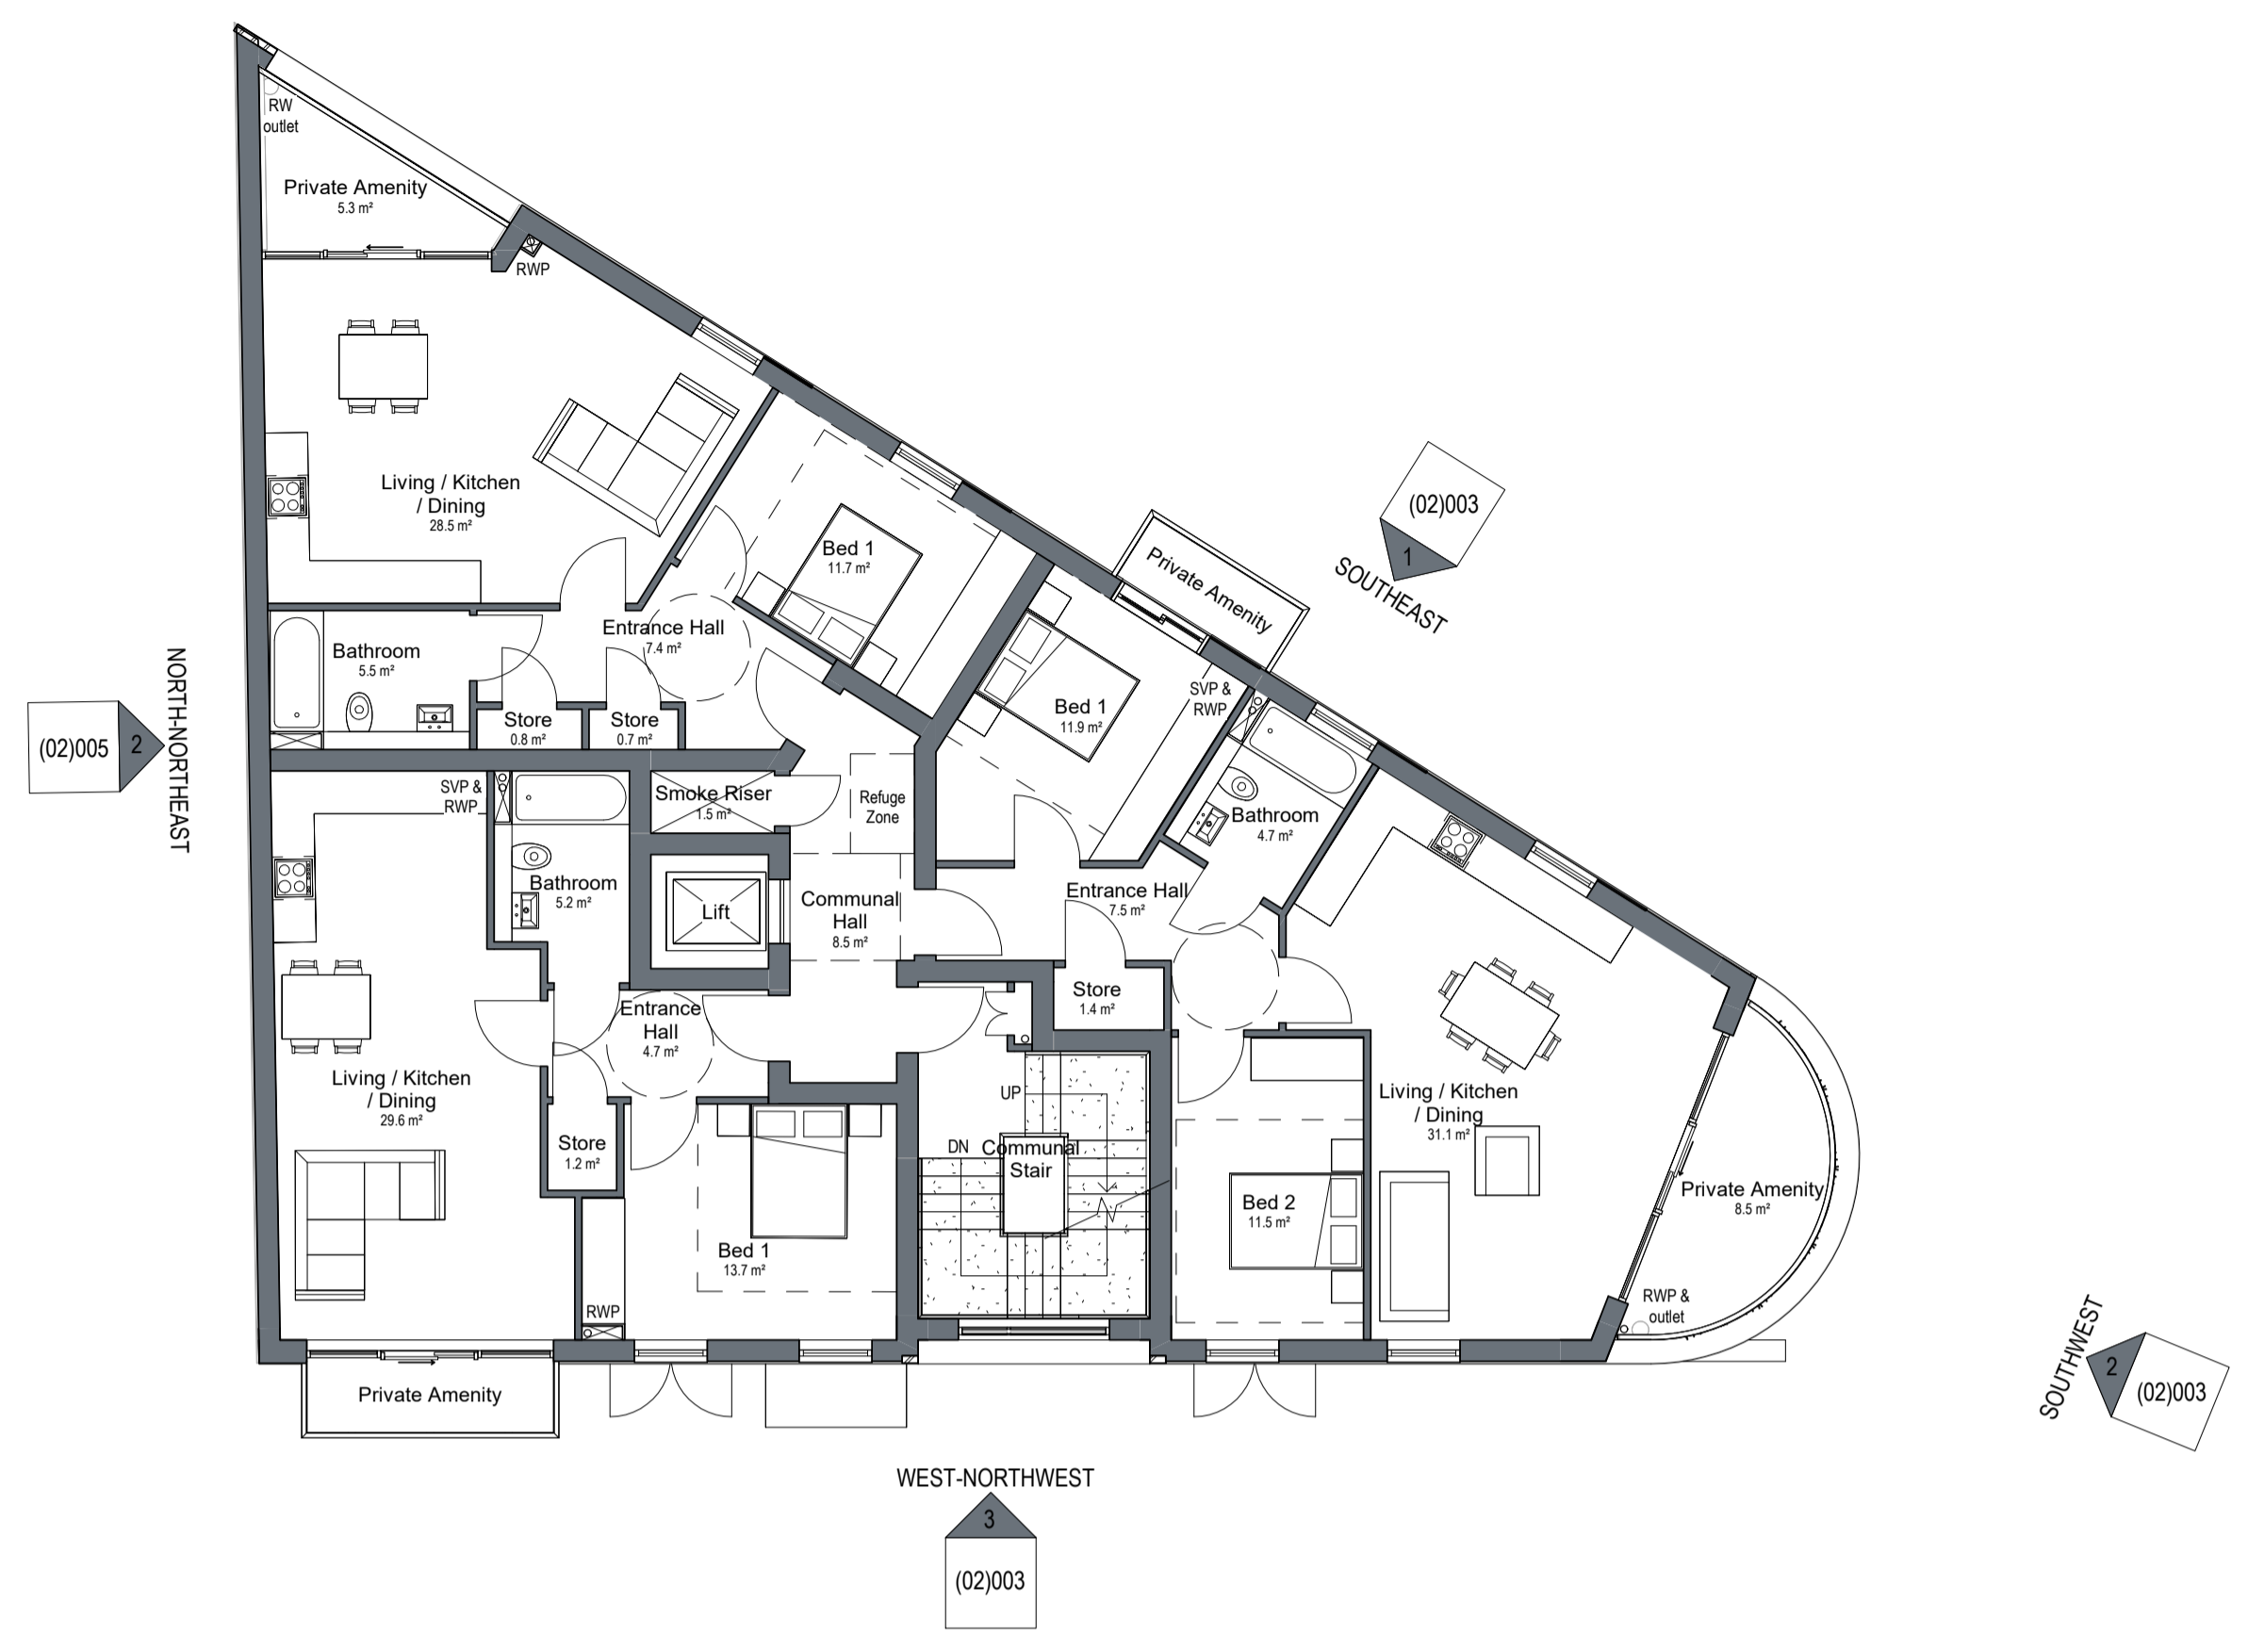 RW
outlet
Private Amenity
5.3 m²
RWP
Living / Kitchen
/ Dining
28.5 m²
Bed 1
11.7 m²
(02)003
1
SOUTHEAST
Private Amenity
Entrance Hall
7.4 m²
Bathroom
5.5 m²
Store
0.8 m²
Store
0.7 m²
NORTH-NORTHEAST
(02)005
2
Bed 1
11.9 m²
SVP &
RWP
SVP &
RWP
Smoke Riser
1.5 m²
Refuge
Zone
Bathroom
4.7 m²
Bathroom
5.2 m²
Lift
Communal
Hall
8.5 m²
Entrance Hall
7.5 m²
Store
1.4 m²
Entrance
Hall
4.7 m²
Living / Kitchen
/ Dining
29.6 m²
UP
DN
Communal
Stair
Living / Kitchen
/ Dining
31.1 m²
Store
1.2 m²
Bed 2
11.5 m²
Private Amenity
8.5 m²
Bed 1
13.7 m²
RWP
RWP &
outlet
Private Amenity
SOUTHWEST
2
(02)003
WEST-NORTHWEST
3
(02)003